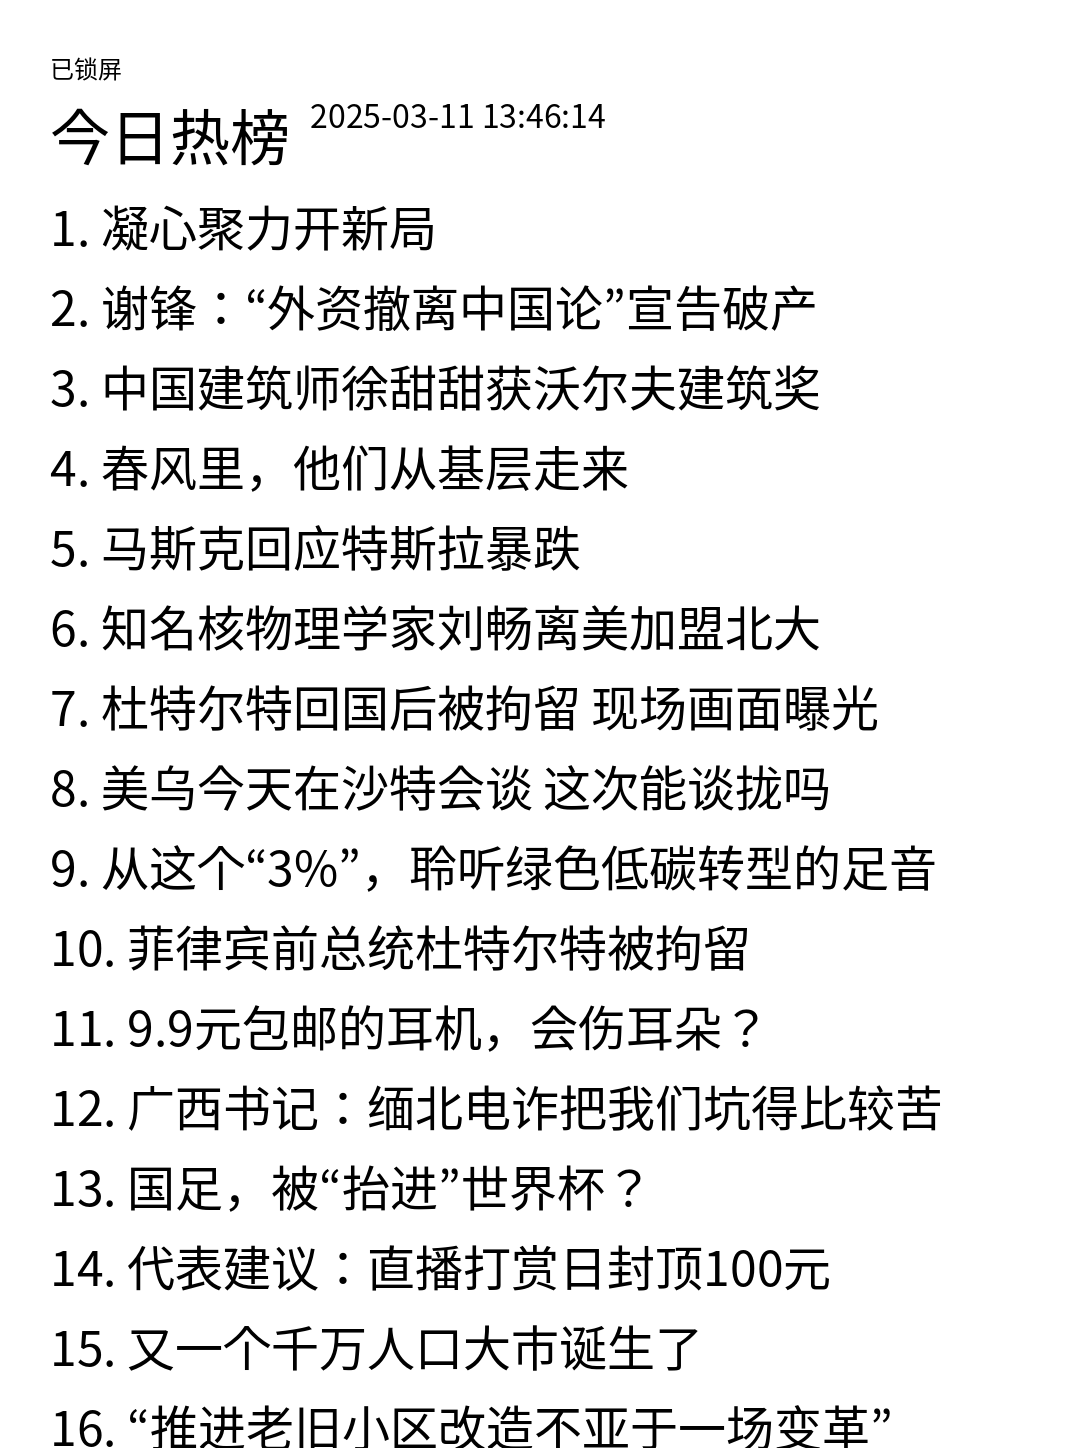 已锁屏
今日热榜 2025-03-11 13:46:14
1. 凝心聚力开新局
2. 谢锋：“外资撤离中国论”宣告破产
3. 中国建筑师徐甜甜获沃尔夫建筑奖
4. 春风里，他们从基层走来
5. 马斯克回应特斯拉暴跌
6. 知名核物理学家刘畅离美加盟北大
7. 杜特尔特回国后被拘留 现场画面曝光
8. 美乌今天在沙特会谈 这次能谈拢吗
9. 从这个“3%”，聆听绿色低碳转型的足音
10. 菲律宾前总统杜特尔特被拘留
11. 9.9元包邮的耳机，会伤耳朵？
12. 广西书记：缅北电诈把我们坑得比较苦
13. 国足，被“抬进”世界杯？
14. 代表建议：直播打赏日封顶100元
15. 又一个千万人口大市诞生了
16. “推进老旧小区改造不亚于一场变革”